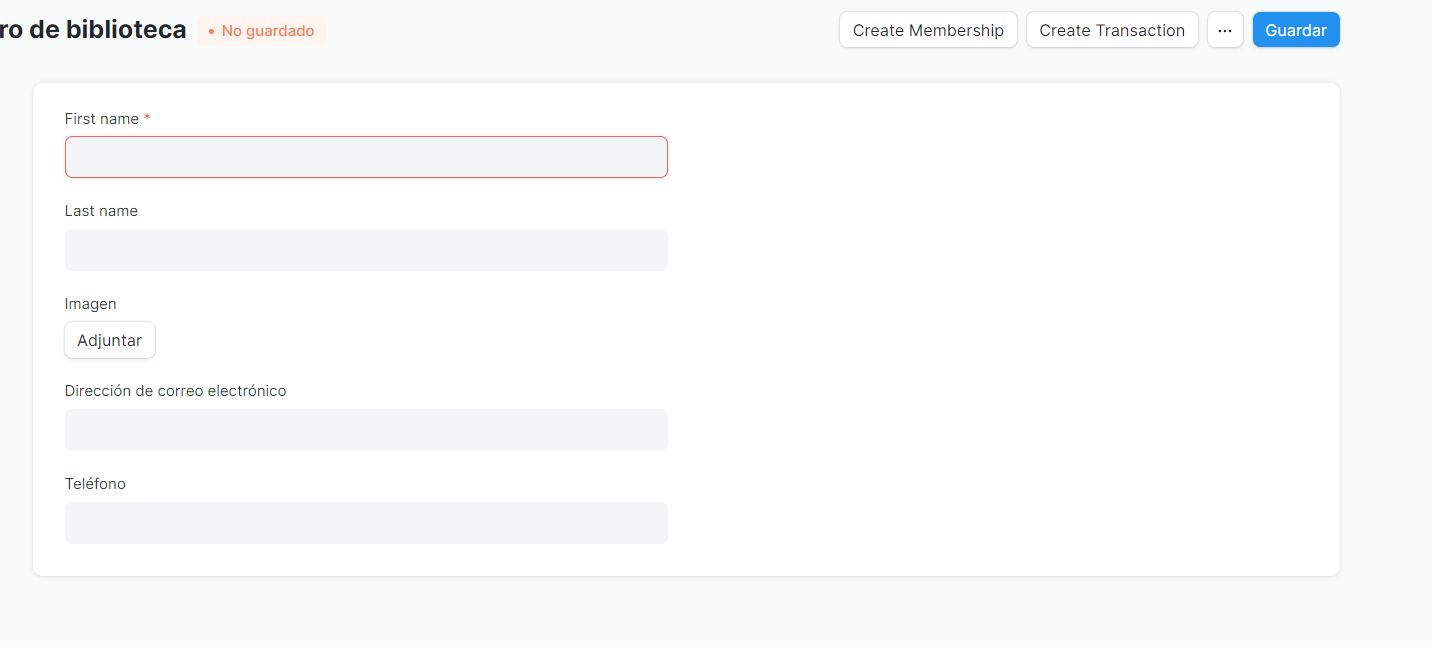 ro de biblioteca • No guardado Create Membership Create Transaction ... Guardar
First name *
Last name
Imagen
Adjuntar
Dirección de correo electrónico
Teléfono